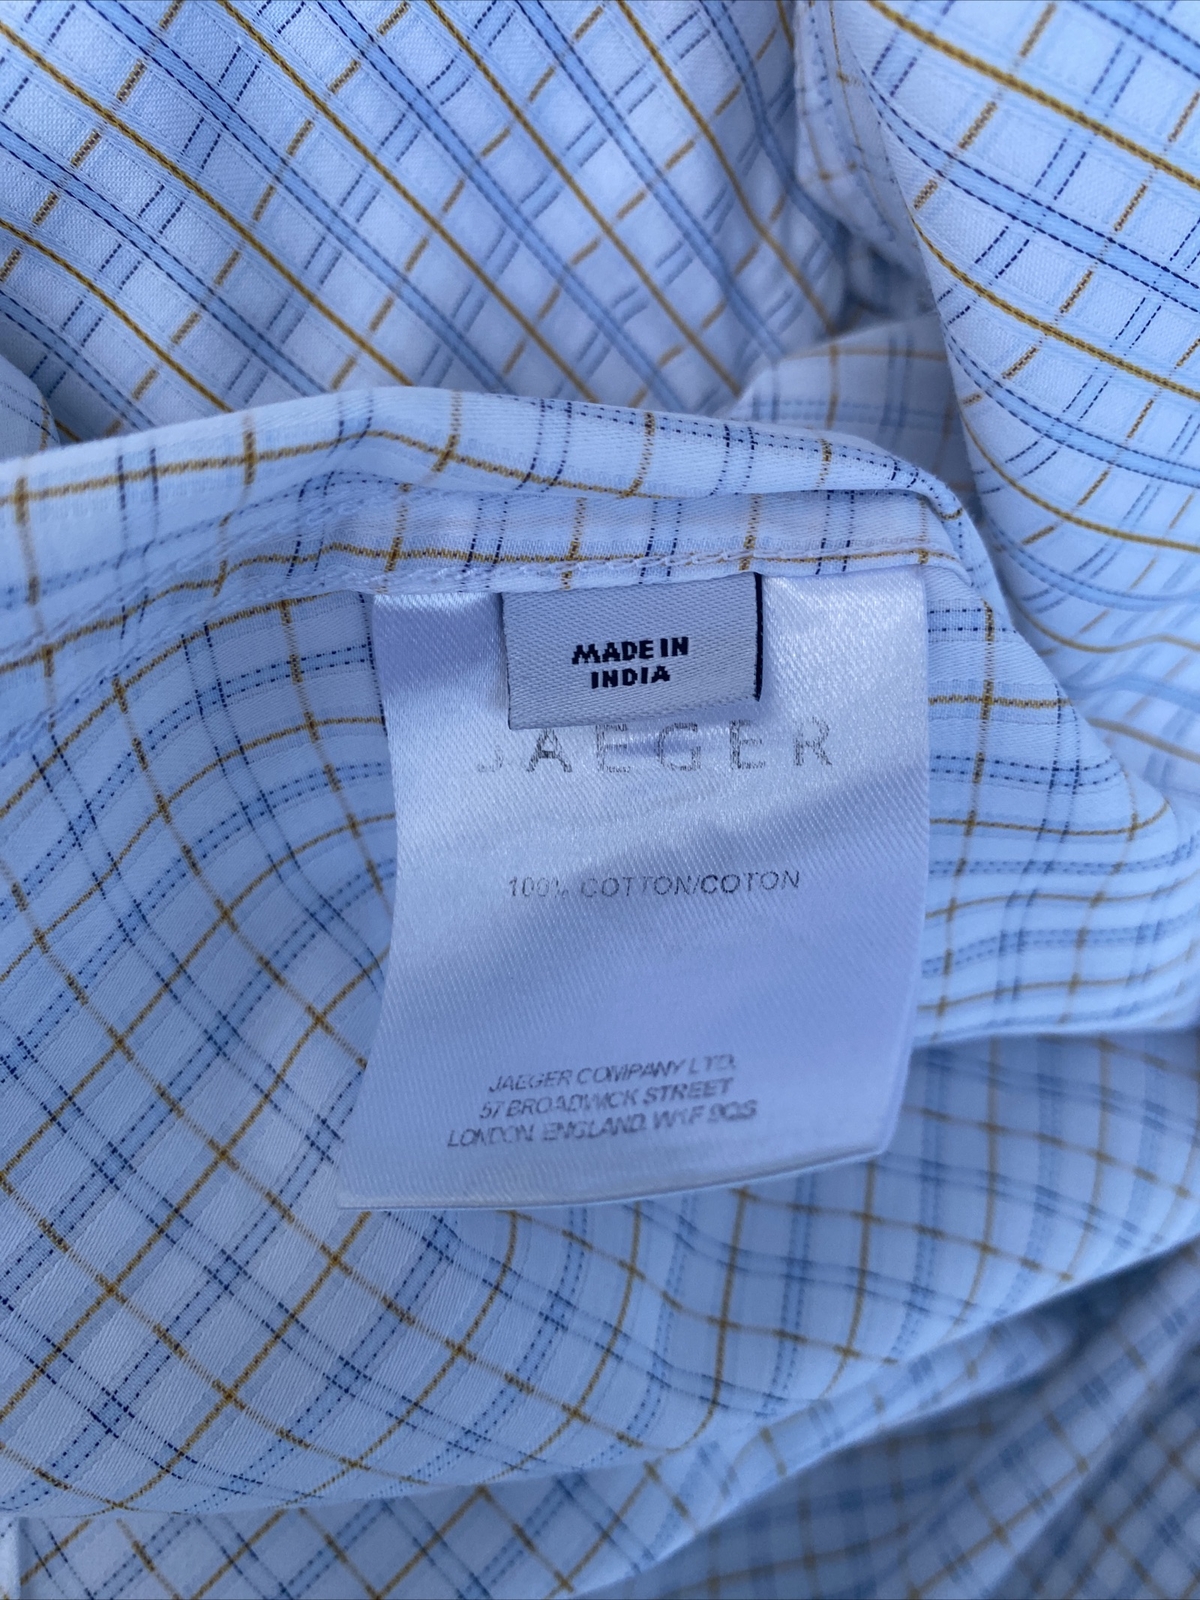 MADE IN
INDIA
JAEGER
100% COTTON/COTON
JAEGER COMPANY LTD.
57 BROADWICK STREET
LONDON, ENGLAND, W1F 9QS